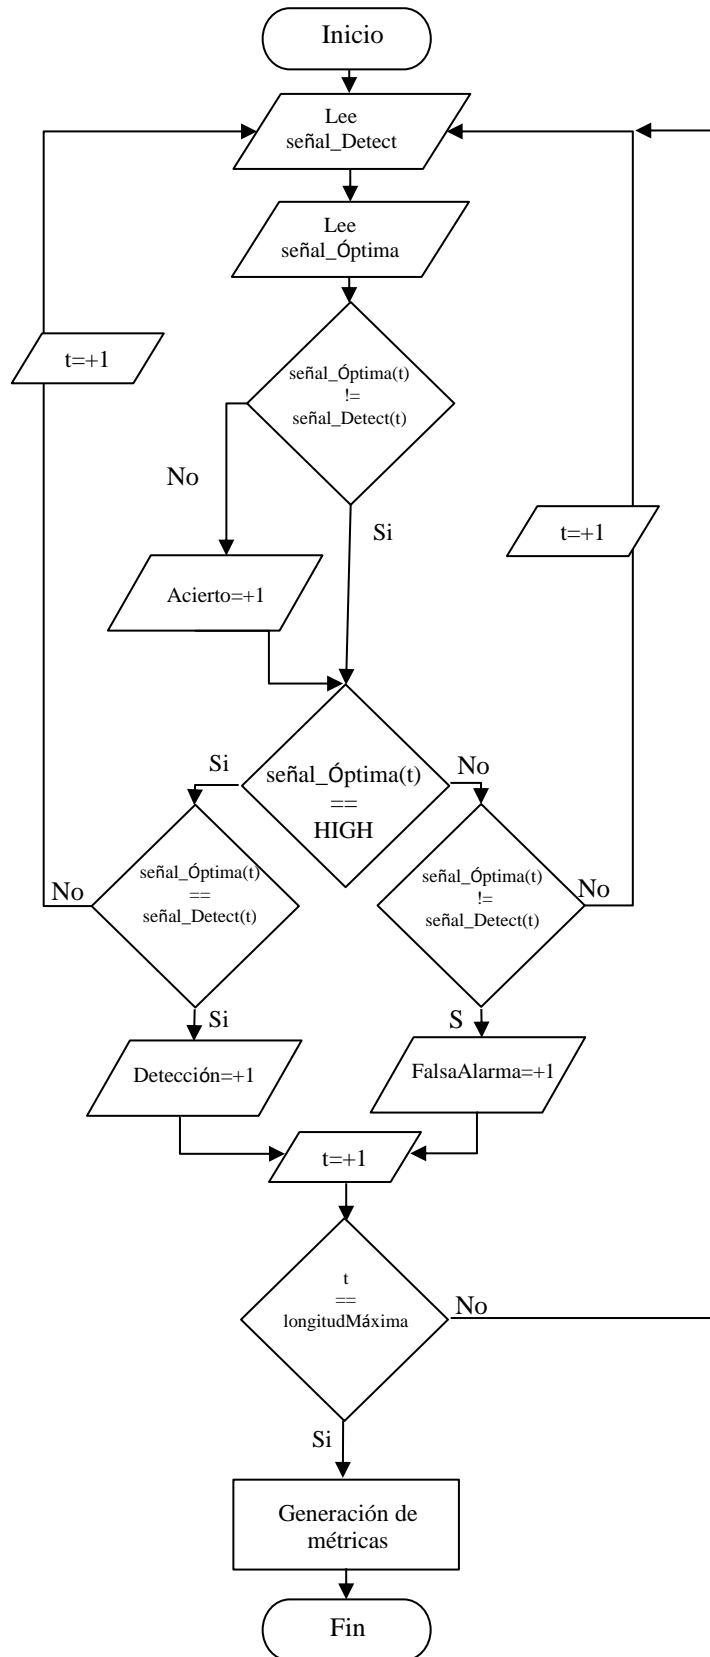 Inicio
Lee
señal_Detect
Lee
señal_Óptima
t=+1
señal_Óptima(t)
!=
señal_Detect(t)
No
Si
t=+1
Acierto=+1
Si
señal_Óptima(t)
==
HIGH
No
señal_Óptima(t)
==
señal_Detect(t)
No
señal_Óptima(t)
!=
señal_Detect(t)
No
Si
S
Detección=+1
FalsaAlarma=+1
t=+1
t
==
longitudMáxima
No
Si
Generación de
métricas
Fin